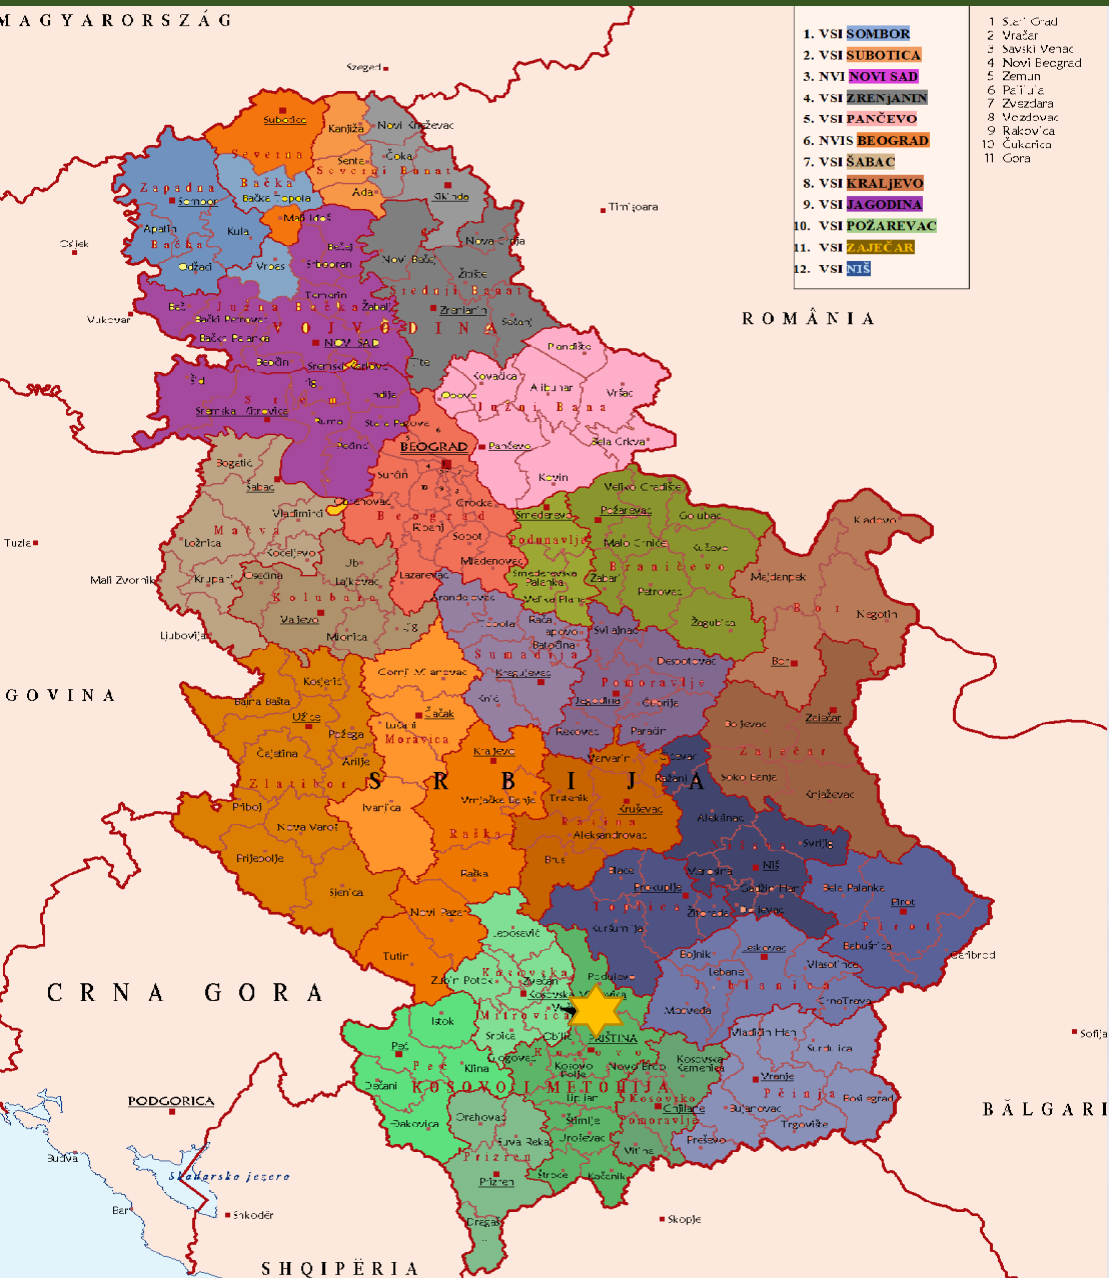 MAGYARORSZÁG
Szeged
1. VSI SOMBOR
2. VSI SUBOTICA
3. NVI NOVI SAD
4. VSI ZRENjANIN
5. VSI PANČEVO
6. NVIS BEOGRAD
7. VSI ŠABAC
8. VSI KRALjEVO
9. VSI JAGODINA
10. VSI POŽAREVAC
11. VSI ZAJEČAR
12. VSI NIŠ
1 Stari Grad
2 Vračar
3 Savski Venac
4 Novi Beograd
5 Zemun
6 Palilula
7 Zvezdara
8 Vozdovac
9 Rakovica
10 Čukarica
11 Gora
Subotica
Kanjiža
Novi Kneževac
Severna
Senta
Čoka
Severni Banat
Zapadna
Bačka
Bačka Topola
Ada
Kikinda
Sombor
Timișoara
Mali Iđoš
Apatin
Kula
Bačka
Bečej
Nova Crnja
Odžaci
Vrbas
Srbobran
Novi Bečej
Žitište
Temerin
Srednji Banat
Južna Bačka
Žabalj
Zrenjanin
Bački Petrovac
Sečanj
Vukovar
VOJVODINA
ROMÂNIA
Bačka Palanka
NOVI SAD
Plandište
Beočin
Sremski Karlovci
Kovačica
Alibunar
Vršac
Šid
Srem
Opovo
Južni Bana
Sremska Mitrovica
Ruma
Stara Pazova
BEOGRAD
Pančevo
Bela Crkva
Pećinci
Bogatić
Surčin
Kovin
Šabac
Veliko Gradište
Obrenovac
Grocka
Vladimirci
Beograd
Smederevo
Požarevac
Golubac
Kladovo
Mačva
Ripanj
Sopot
Podunavlje
Malo Crniće
Kučevo
Tuzla
Loznica
Koceljevo
Ub
Mladenovac
Braničevo
Mali Zvornik
Krupanj
Osečina
Lajkovac
Lazarevac
Smederevska
Palanka
Žabari
Majdanpek
Kolubara
Aranđelovac
Velika Plana
Petrovac
Bor
Negotin
Valjevo
Topola
Rača
Žagubica
Ljubovija
Mionica
Ljig
Lapovo
Svilajnac
Batočina
Šumadija
Despotovac
Bor
Gornji Milanovac
Kragujevac
Pomoravlje
GOVINA
Kosjerić
Bajina Bašta
Knić
Jagodina
Ćuprija
Užice
Lučani
Čačak
Zaječar
Požega
Moravica
Rekovac
Paraćin
Boljevac
Čajetina
Arilje
Kraljevo
Varvarin
Ćićevac
Zaječar
Zlatibor
SRBIJA
Ražanj
Soko Banja
Priboj
Ivanjica
Vrnjačka Banja
Trstenik
Kruševac
Knjaževac
Nova Varoš
Raška
Rasina
Aleksandrovac
Aleksinac
Svrljig
Prijepolje
Raška
Brus
Blace
Merošina
Niš
Sjenica
Prokuplje
Gadžin Han
Bela Palanka
Pirot
Novi Pazar
Toplica
Žitorađa
Doljevac
Leposavić
Kuršumlija
Pirot
Tutin
Bojnik
Leskovac
Babušnica
Zubin Potok
Kosovska
Zvečan
Podujevo
Lebane
Vlasotince
Caribrod
CRNA GORA
Kosovska Mitrovica
Jablanica
Crna Trava
Istok
Mitrovica
Medveđa
Srbica
Obilić
PRIŠTINA
Vladičin Han
Surdulica
Sofija
Peć
Glogovac
Kosovo
Kosovska
Kamenica
Peć
Klina
Kosovo
Polje
Novo Brdo
Vranje
Dečani
KOSOVO I METOHIJA
Pčinja
PODGORICA
Lipljan
Kosovsko
Gnjilane
Bosilegrad
Orahovac
Štimlje
Pomoravlje
Bujanovac
BĂLGARI
Đakovica
Suva Reka
Uroševac
Trgovište
Preševo
Budva
Prizren
Vitina
Skadarsko jezero
Prizren
Štrpce
Kačanik
Bar
Shkodër
Dragaš
Skopje
SHQIPËRIA